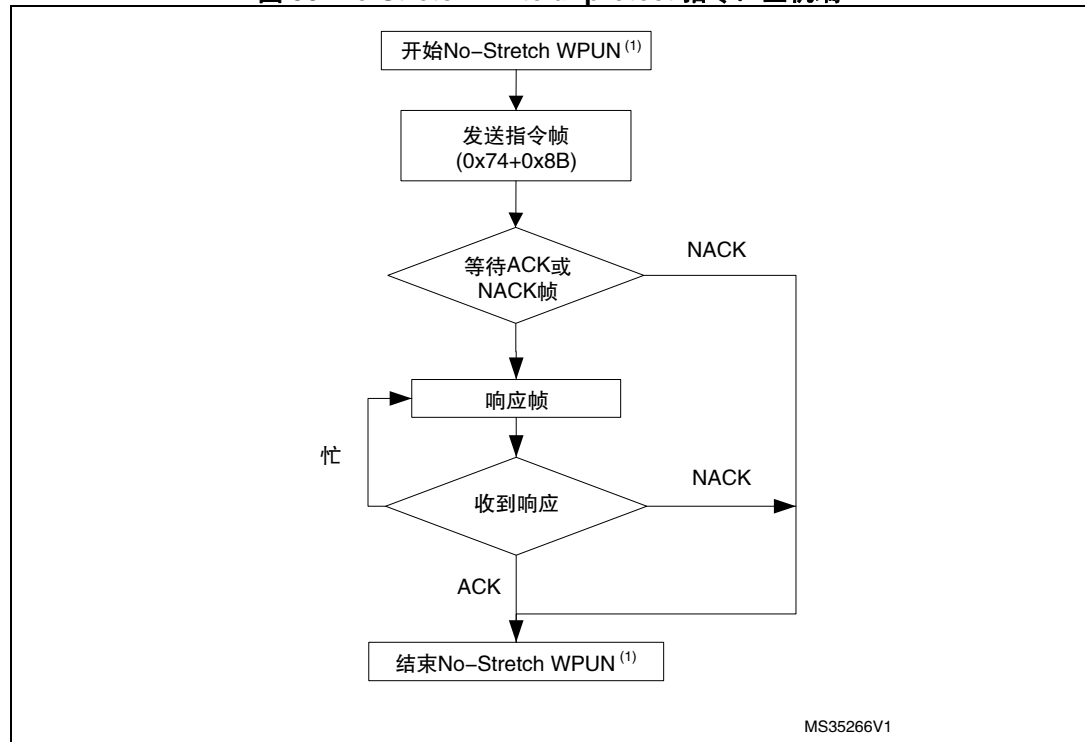 开始No–Stretch WPUN (1)
发送指令帧
(0x74+0x8B)
等待ACK或
NACK帧
NACK
响应帧
忙
收到响应
NACK
ACK
结束No–Stretch WPUN (1)
MS35266V1